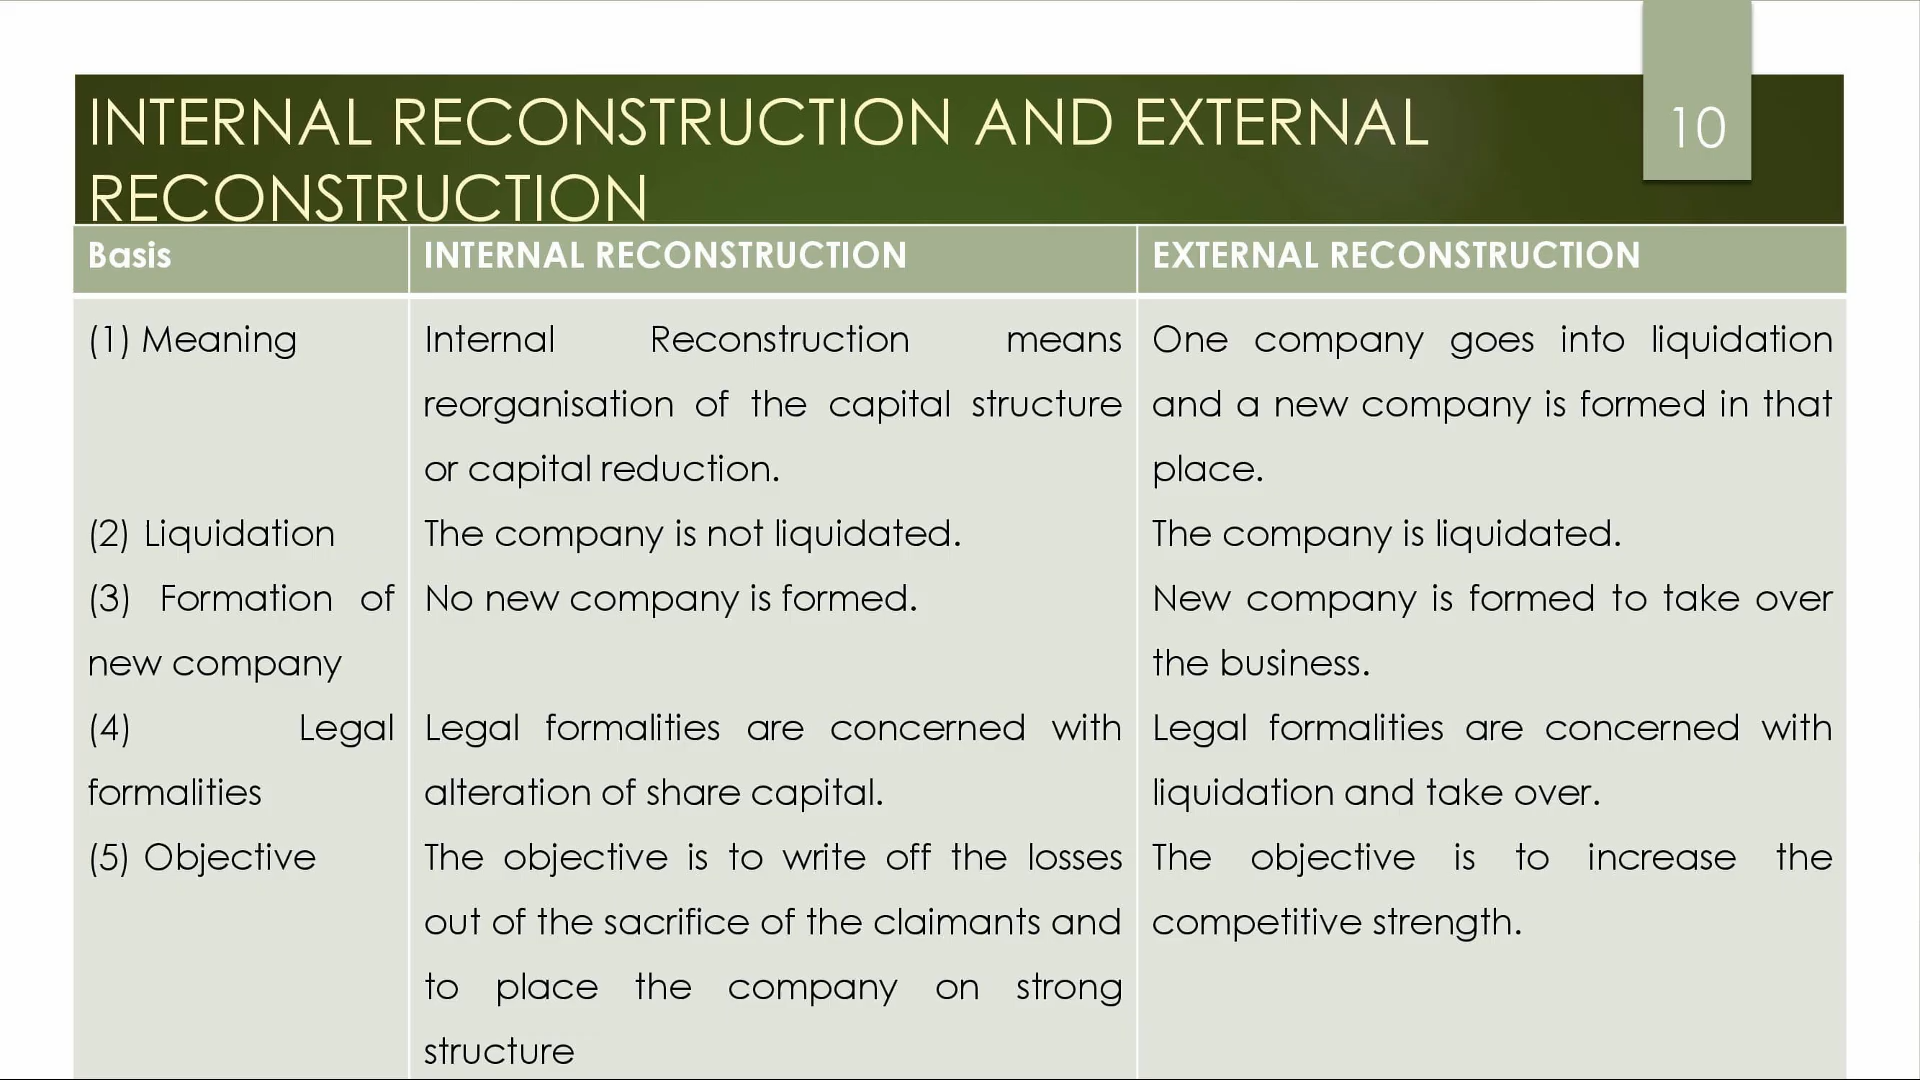 10
INTERNAL RECONSTRUCTION AND EXTERNAL
RECONSTRUCTION
Basis
INTERNAL RECONSTRUCTION
EXTERNAL RECONSTRUCTION
(1) Meaning
Internal Reconstruction means
reorganisation of the capital structure
or capital reduction.
One company goes into liquidation
and a new company is formed in that
place.
(2) Liquidation
The company is not liquidated.
The company is liquidated.
(3) Formation of
new company
No new company is formed.
New company is formed to take over
the business.
(4) Legal
formalities
Legal formalities are concerned with
alteration of share capital.
Legal formalities are concerned with
liquidation and take over.
(5) Objective
The objective is to write off the losses
out of the sacrifice of the claimants and
to place the company on strong
structure
The objective is to increase the
competitive strength.